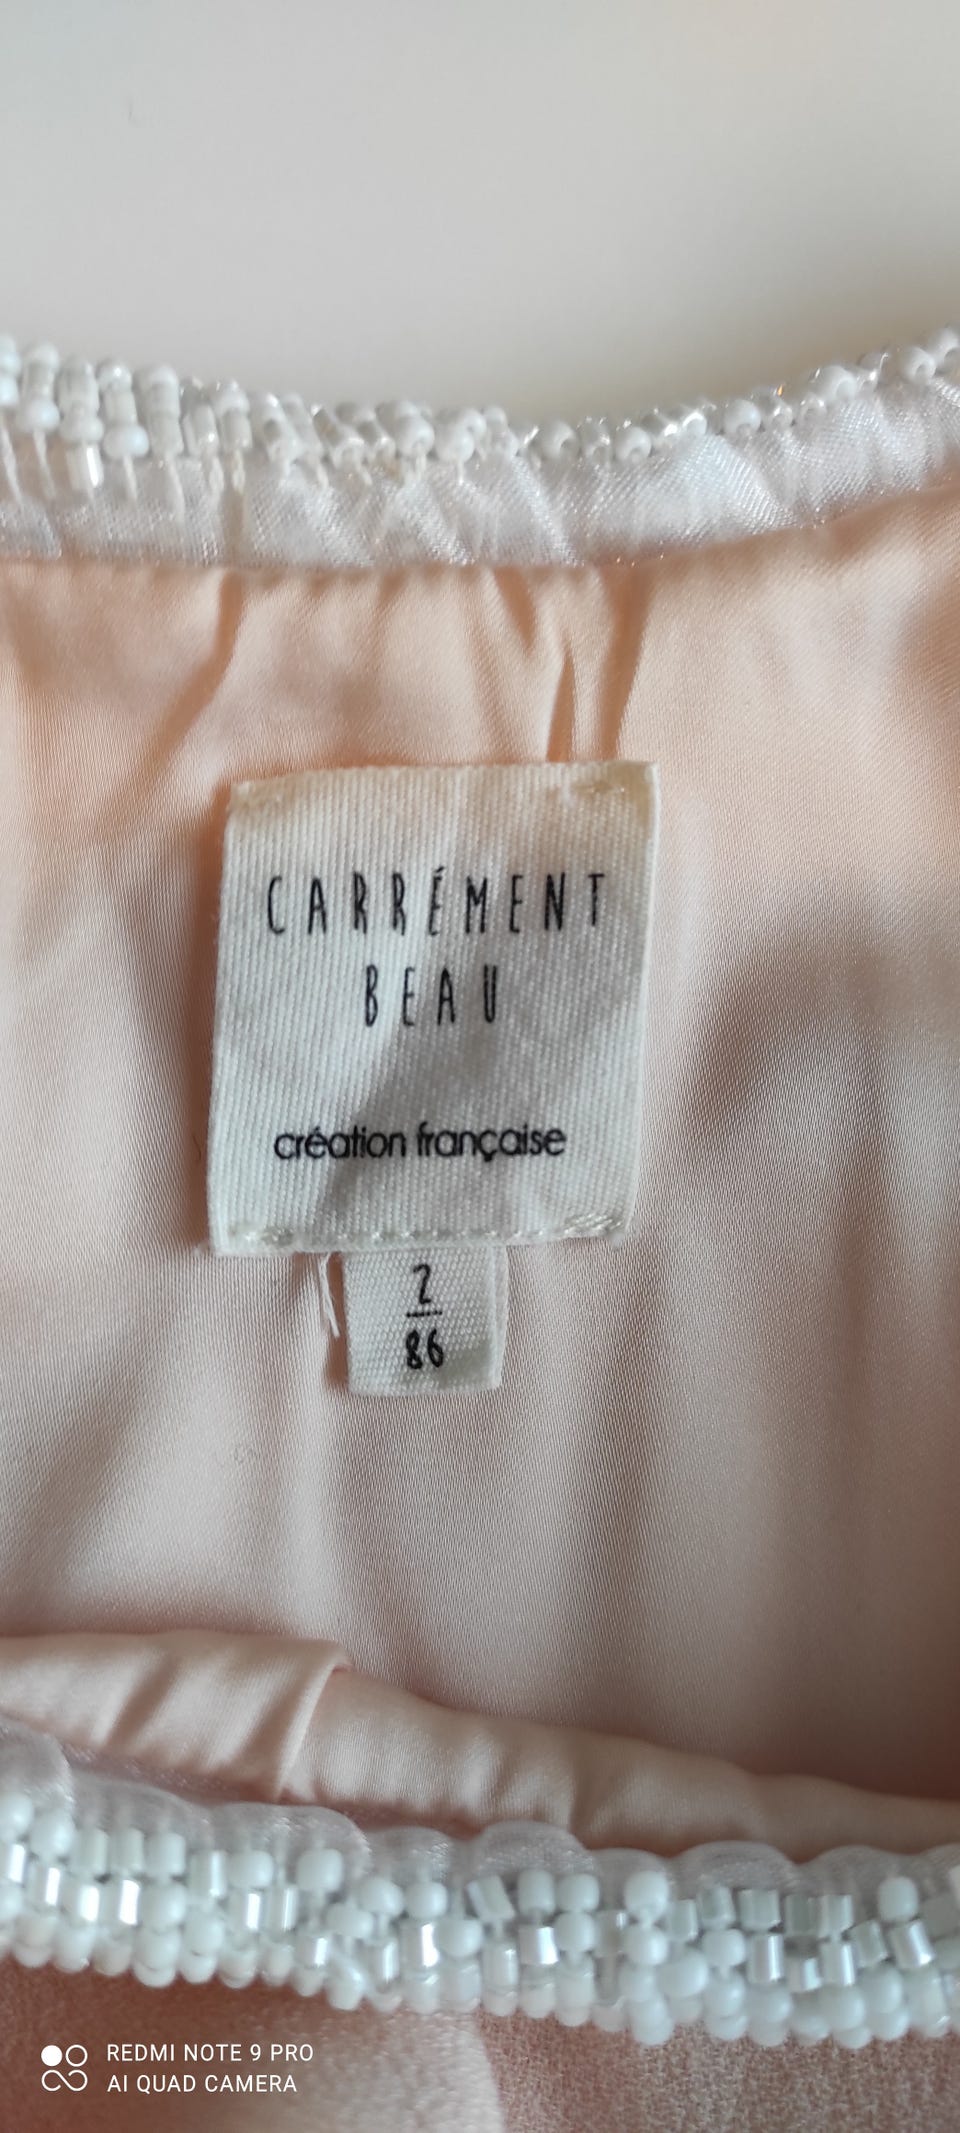 CARRÉMENT
BEAU
création française
2
86
REDMI NOTE 9 PRO
AI QUAD CAMERA